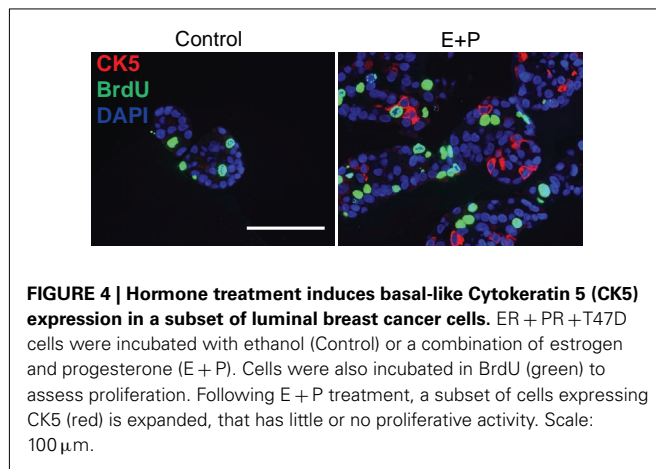 Control
E+P
CK5
BrdU
DAPI
FIGURE 4 | Hormone treatment induces basal-like Cytokeratin 5 (CK5)
expression in a subset of luminal breast cancer cells. ER + PR + T47D
cells were incubated with ethanol (Control) or a combination of estrogen
and progesterone (E + P). Cells were also incubated in BrdU (green) to
assess proliferation. Following E + P treatment, a subset of cells expressing
CK5 (red) is expanded, that has little or no proliferative activity. Scale:
100 μm.